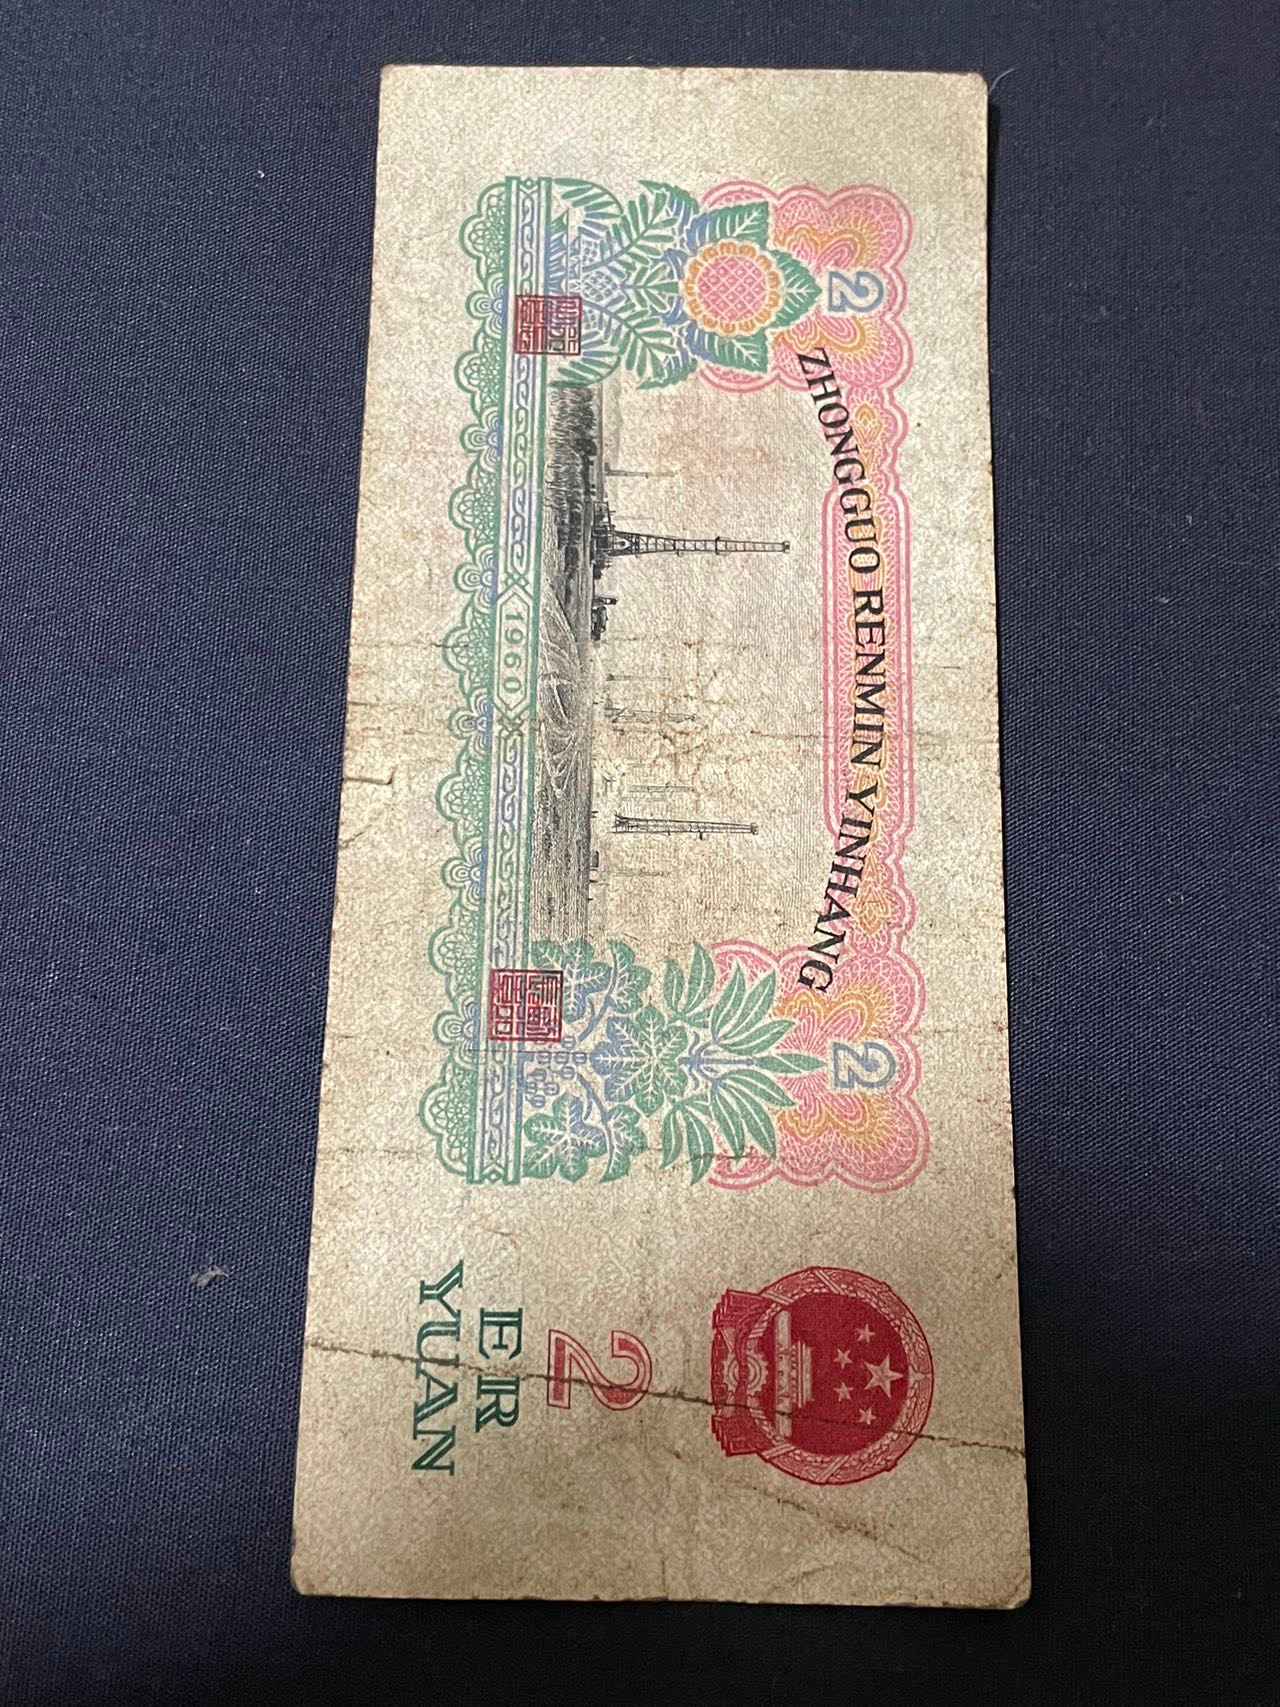 2
2
ZHONGGUO RENMIN YINHANG
2
ER
YUAN
1960